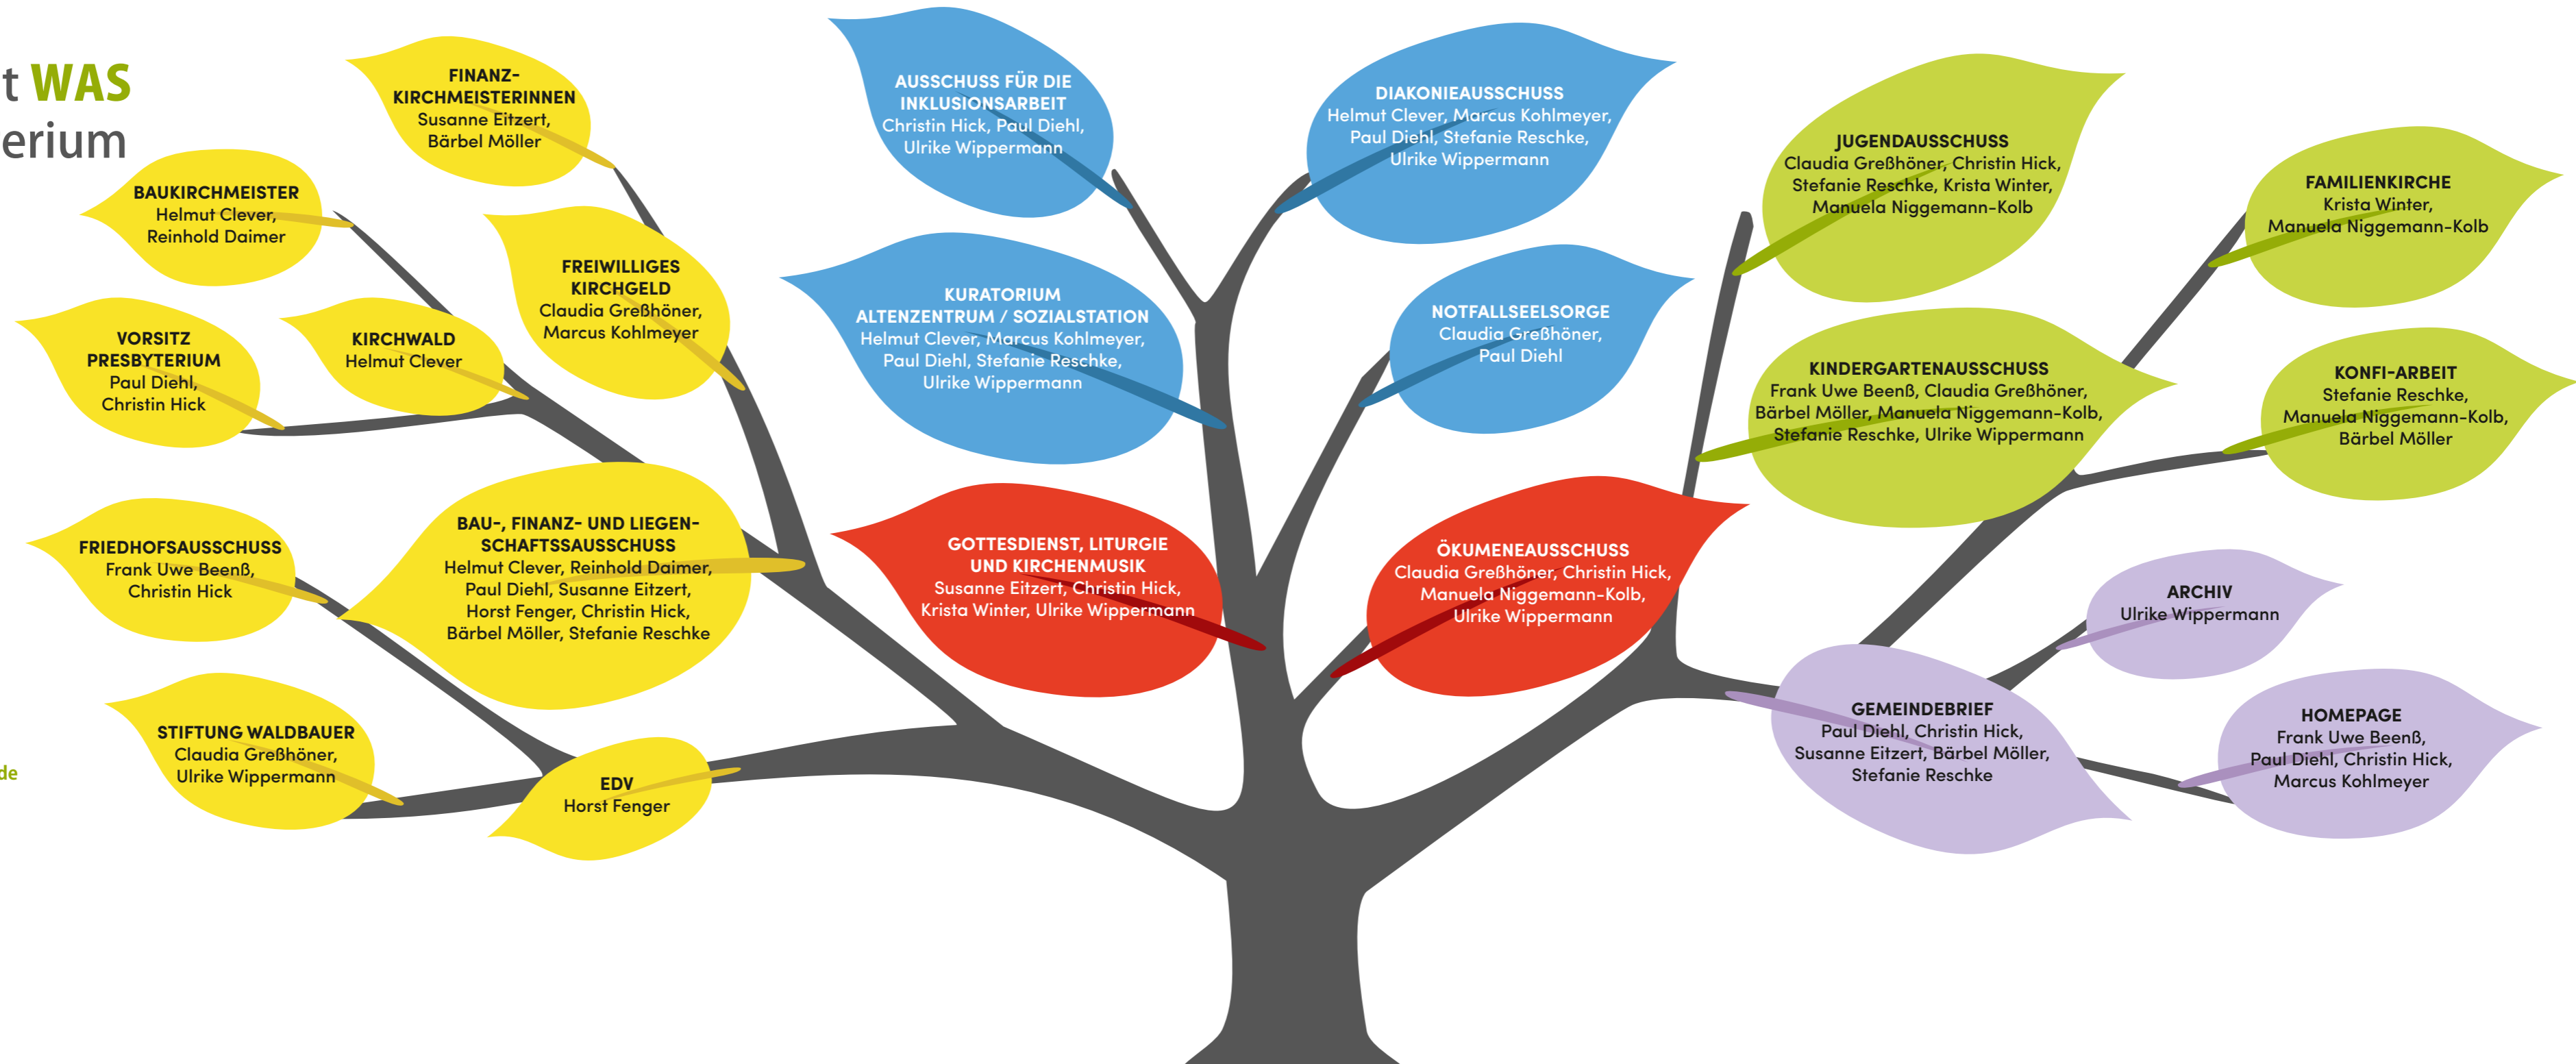 t WAS
erium
FINANZ-
KIRCHMEISTERINNEN
Susanne Eitzert,
Bärbel Möller
BAUKIRCHMEISTER
Helmut Clever,
Reinhold Daimer
FREIWILLIGES
KIRCHGELD
Claudia Greßhöner,
Marcus Kohlmeyer
VORSITZ
PRESBYTERIUM
Paul Diehl,
Christin Hick
KIRCHWALD
Helmut Clever
FRIEDHOFSAUSSCHUSS
Frank Uwe Beenß,
Christin Hick
BAU-, FINANZ- UND LIEGEN-
SCHAFTSSAUSSCHUSS
Helmut Clever, Reinhold Daimer,
Paul Diehl, Susanne Eitzert,
Horst Fenger, Christin Hick,
Bärbel Möller, Stefanie Reschke
STIFTUNG WALDBAUER
Claudia Greßhöner,
Ulrike Wippermann
de
EDV
Horst Fenger
AUSSCHUSS FÜR DIE
INKLUSIONSARBEIT
Christin Hick, Paul Diehl,
Ulrike Wippermann
DIAKONIEAUSSCHUSS
Helmut Clever, Marcus Kohlmeyer,
Paul Diehl, Stefanie Reschke,
Ulrike Wippermann
KURATORIUM
ALTENZENTRUM / SOZIALSTATION
Helmut Clever, Marcus Kohlmeyer,
Paul Diehl, Stefanie Reschke,
Ulrike Wippermann
NOTFALLSEELSORGE
Claudia Greßhöner,
Paul Diehl
GOTTESDIENST, LITURGIE
UND KIRCHENMUSIK
Susanne Eitzert, Christin Hick,
Krista Winter, Ulrike Wippermann
ÖKUMENEAUSSCHUSS
Claudia Greßhöner, Christin Hick,
Manuela Niggemann-Kolb,
Ulrike Wippermann
JUGENDAUSSCHUSS
Claudia Greßhöner, Christin Hick,
Stefanie Reschke, Krista Winter,
Manuela Niggemann-Kolb
FAMILIENKIRCHE
Krista Winter,
Manuela Niggemann-Kolb
KINDERGARTENAUSSCHUSS
Frank Uwe Beenß, Claudia Greßhöner,
Bärbel Möller, Manuela Niggemann-Kolb,
Stefanie Reschke, Ulrike Wippermann
KONFI-ARBEIT
Stefanie Reschke,
Manuela Niggemann-Kolb,
Bärbel Möller
ARCHIV
Ulrike Wippermann
GEMEINDEBRIEF
Paul Diehl, Christin Hick,
Susanne Eitzert, Bärbel Möller,
Stefanie Reschke
HOMEPAGE
Frank Uwe Beenß,
Paul Diehl, Christin Hick,
Marcus Kohlmeyer